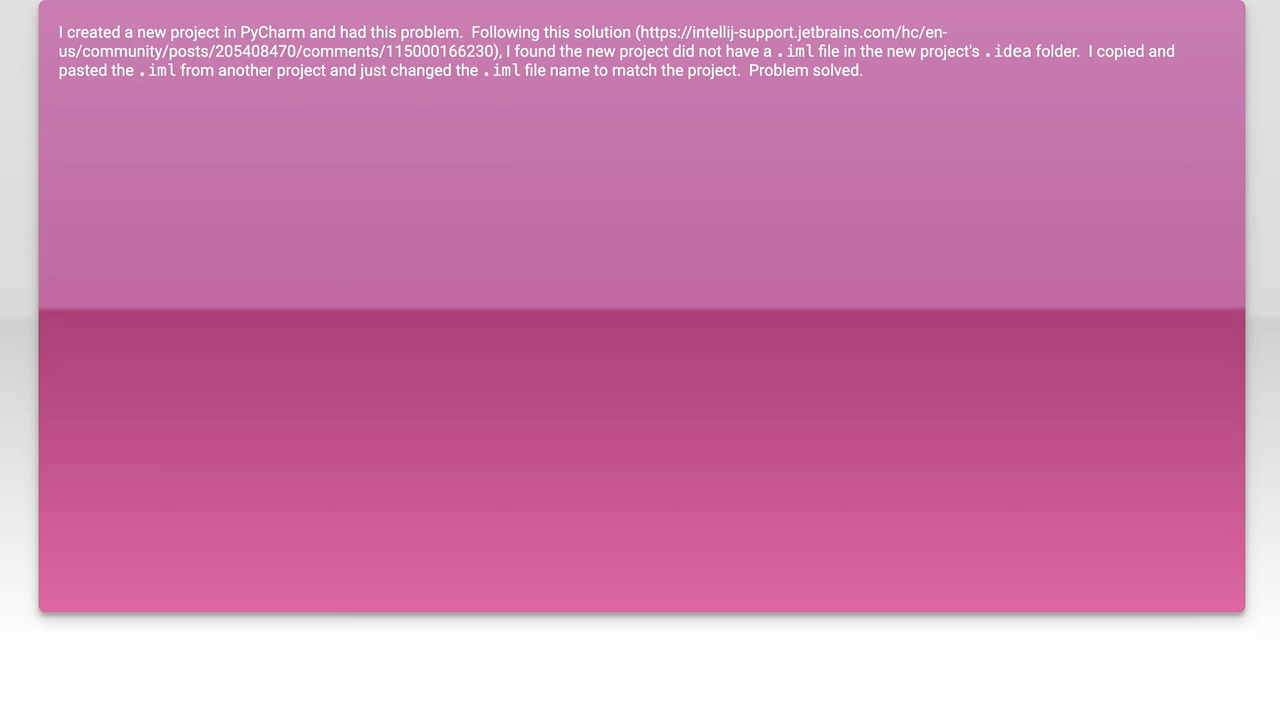 I created a new project in PyCharm and had this problem.  Following this solution (https://intellij-support.jetbrains.com/hc/en-
us/community/posts/205408470/comments/115000166230), I found the new project did not have a .iml file in the new project's .idea folder.  I copied and
pasted the .iml from another project and just changed the .iml file name to match the project.  Problem solved.